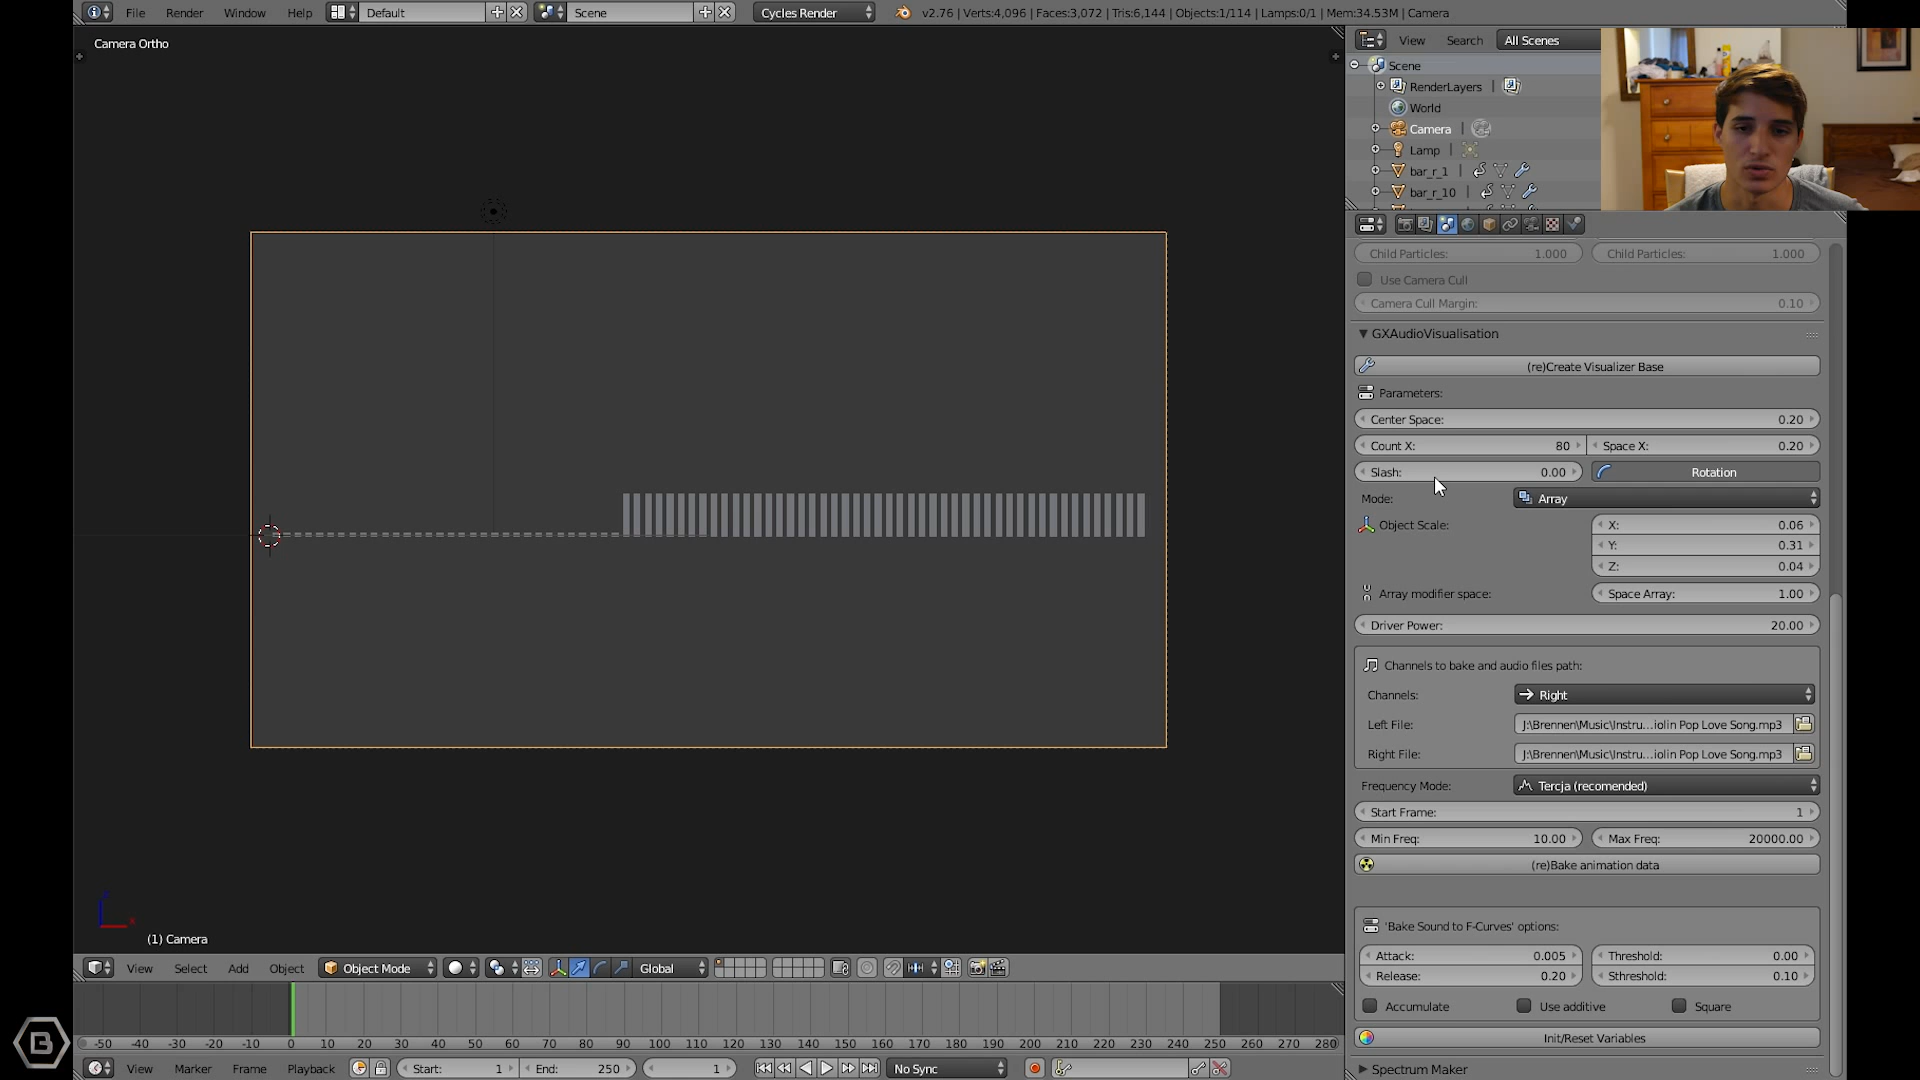 File Render Window Help Default Scene Cycles Render v2.76 | Verts:4,096 | Faces:3,072 | Tris:6,144 | Objects:1/114 | Lamps:0/1 | Mem:34.53M | Camera
Camera Ortho
View Search All Scenes
Scene
RenderLayers
World
Camera
Lamp
bar_r_1
bar_r_10
Child Particles: 1.000 Child Particles: 1.000
Use Camera Cull
Camera Cull Margin: 0.10
GXAudioVisualisation
(re)Create Visualizer Base
Parameters:
Center Space: 0.20
Count X: 80 Space X: 0.20
Slash: 0.00 Rotation
Mode: Array
Object Scale: X: 0.06
Y: 0.31
Z: 0.04
Array modifier space: Space Array: 1.00
Driver Power: 20.00
Channels to bake and audio files path:
Channels: Right
Left File: J:\Brennen\Music\Instru...iolin Pop Love Song.mp3
Right File: J:\Brennen\Music\Instru...iolin Pop Love Song.mp3
Frequency Mode: Tercja (recomended)
Start Frame: 1
Min Freq: 10.00 Max Freq: 20000.00
(re)Bake animation data
'Bake Sound to F-Curves' options:
Attack: 0.005 Threshold: 0.00
Release: 0.20 Sthreshold: 0.10
Accumulate Use additive Square
Init/Reset Variables
Spectrum Maker
(1) Camera
View Select Add Object Object Mode Global
-50 -40 -30 -20 -10 0 10 20 30 40 50 60 70 80 90 100 110 120 130 140 150 160 170 180 190 200 210 220 230 240 250 260 270 280
View Marker Frame Playback Start: 1 End: 250 1 No Sync
B